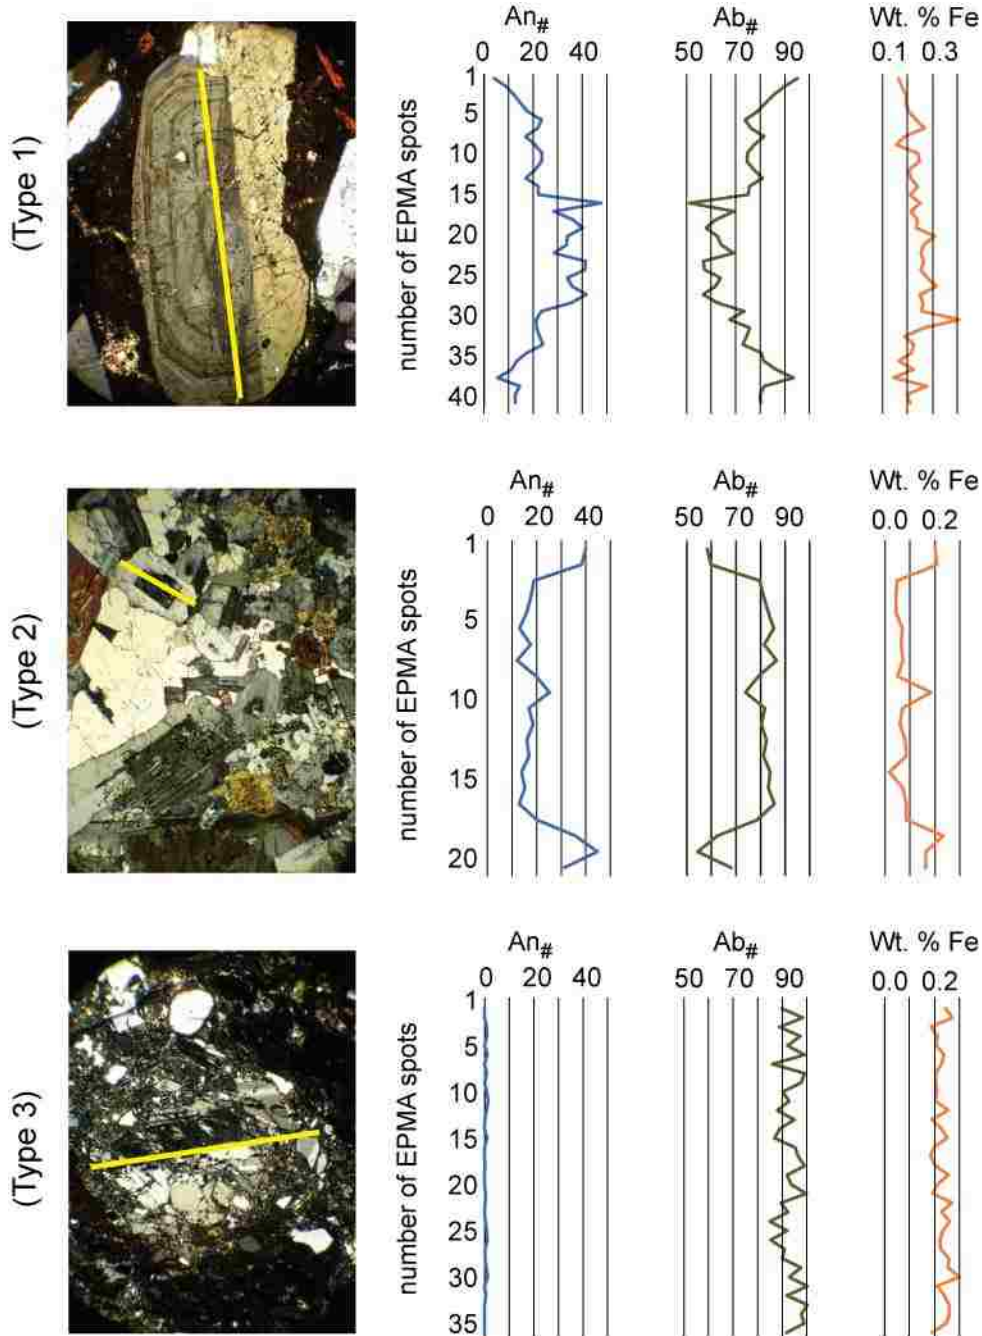 An#
Ab#
Wt. % Fe
0 20 40
50 70 90
0.1 0.3
(Type 1)
number of EPMA spots
1
5
10
15
20
25
30
35
40
An#
Ab#
Wt. % Fe
0 20 40
50 70 90
0.0 0.2
(Type 2)
number of EPMA spots
1
5
10
15
20
An#
Ab#
Wt. % Fe
0 20 40
50 70 90
0.0 0.2
(Type 3)
number of EPMA spots
1
5
10
15
20
25
30
35